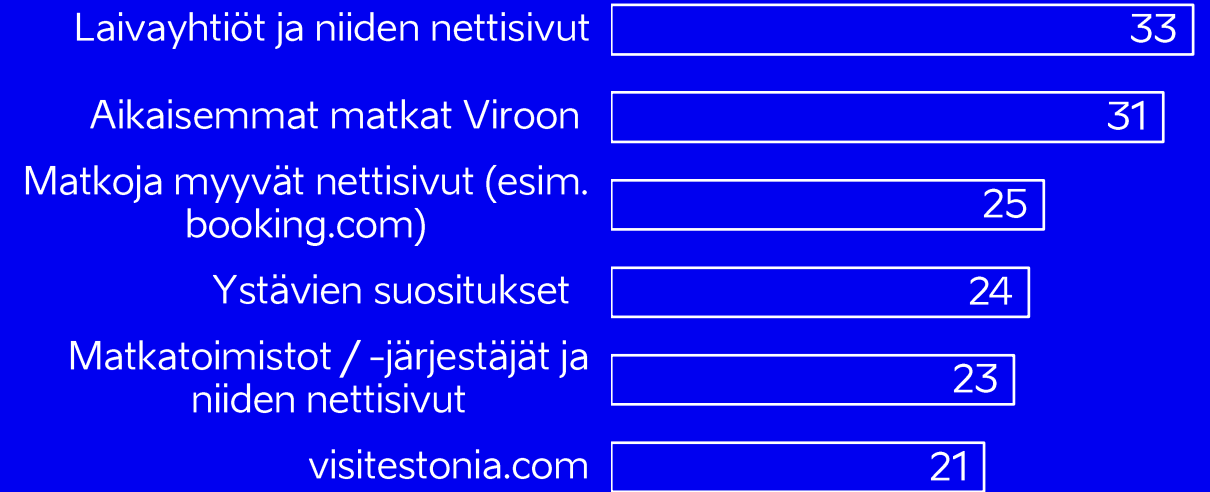 Laivayhtiöt ja niiden nettisivut 33
Aikaisemmat matkat Viroon 31
Matkoja myyvät nettisivut (esim.
booking.com) 25
Ystävien suositukset 24
Matkatoimistot / -järjestäjät ja
niiden nettisivut 23
visitestonia.com 21